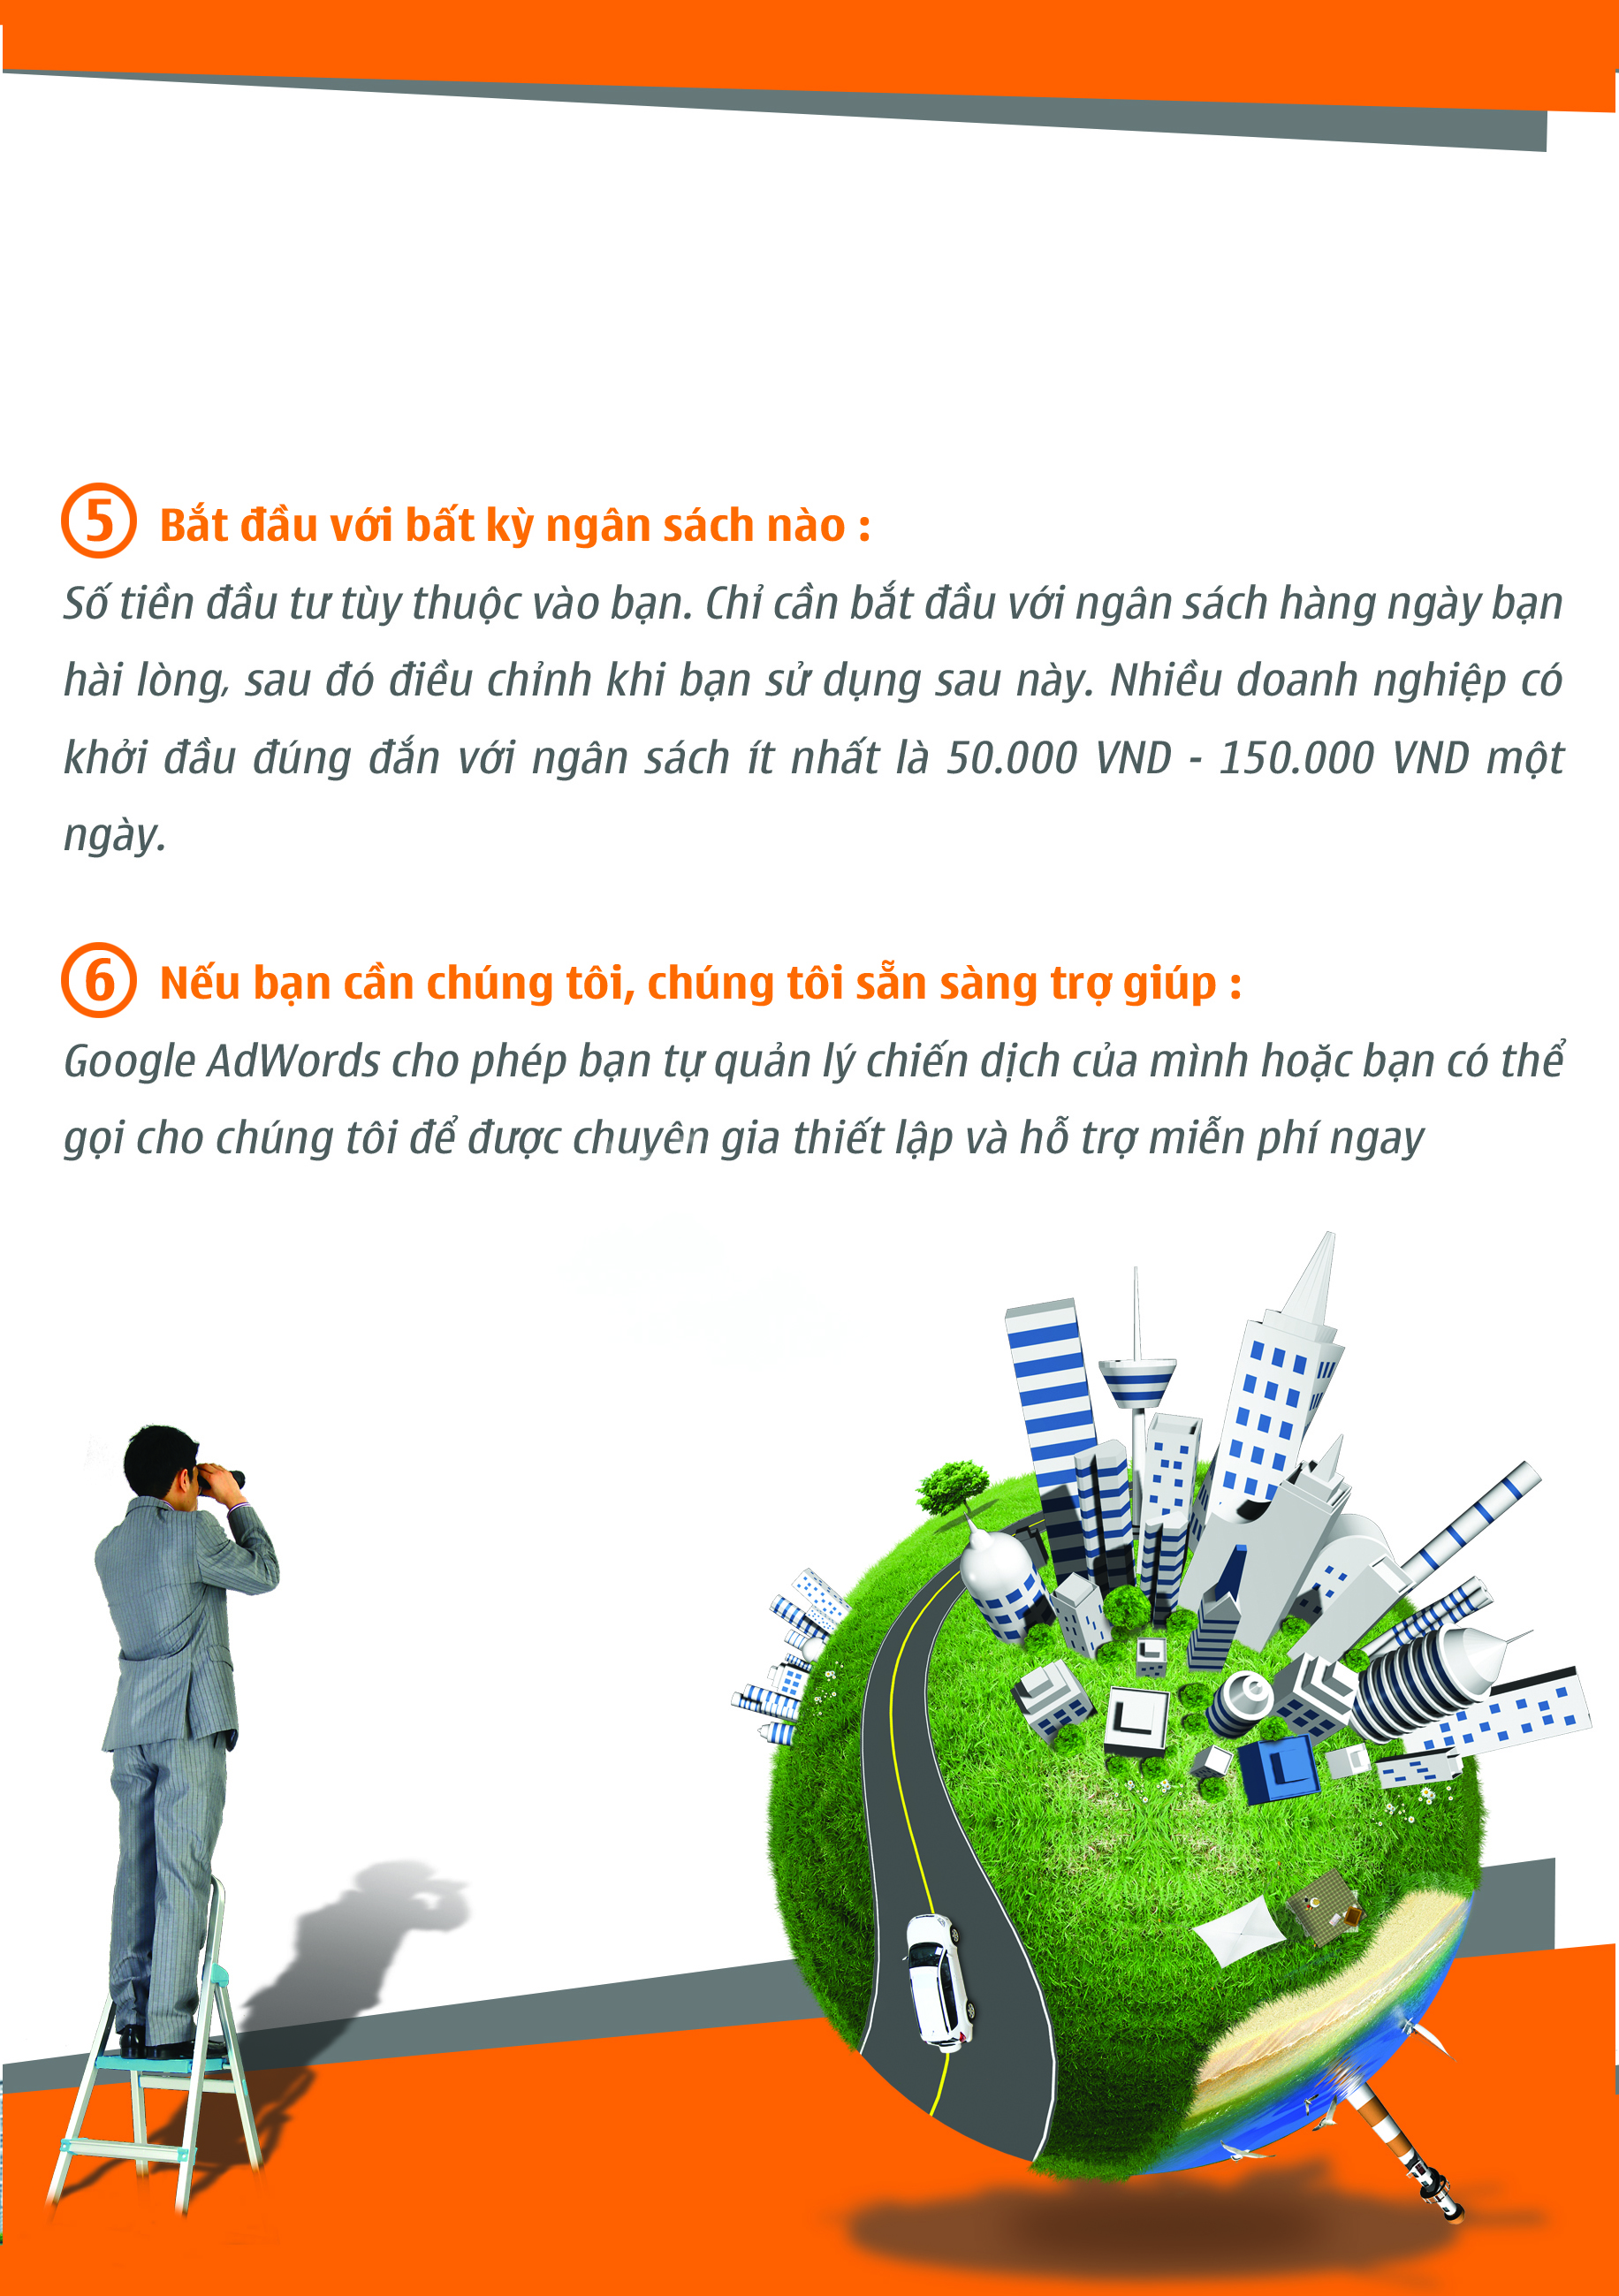 5 Bắt đầu với bất kỳ ngân sách nào :
Số tiền đầu tư tùy thuộc vào bạn. Chỉ cần bắt đầu với ngân sách hàng ngày bạn
hài lòng, sau đó điều chỉnh khi bạn sử dụng sau này. Nhiều doanh nghiệp có
khởi đầu đúng đắn với ngân sách ít nhất là 50.000 VND - 150.000 VND một
ngày.
6 Nếu bạn cần chúng tôi, chúng tôi sẵn sàng trợ giúp :
Google AdWords cho phép bạn tự quản lý chiến dịch của mình hoặc bạn có thể
gọi cho chúng tôi để được chuyên gia thiết lập và hỗ trợ miễn phí ngay